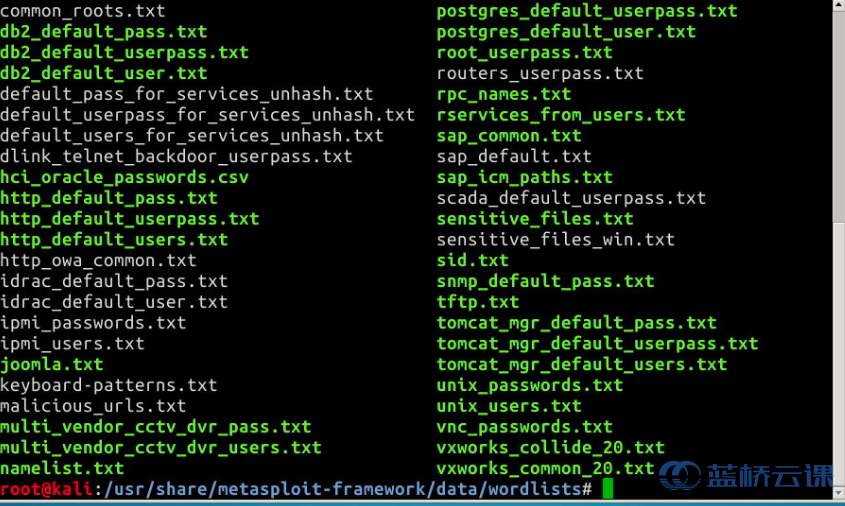 common_roots.txt postgres_default_userpass.txt
db2_default_pass.txt postgres_default_user.txt
db2_default_userpass.txt root_userpass.txt
db2_default_user.txt routers_userpass.txt
default_pass_for_services_unhash.txt rpc_names.txt
default_userpass_for_services_unhash.txt rservices_from_users.txt
default_users_for_services_unhash.txt sap_common.txt
dlink_telnet_backdoor_userpass.txt sap_default.txt
hci_oracle_passwords.csv sap_icm_paths.txt
http_default_pass.txt scada_default_userpass.txt
http_default_userpass.txt sensitive_files.txt
http_default_users.txt sensitive_files_win.txt
http_owa_common.txt sid.txt
idrac_default_pass.txt snmp_default_pass.txt
idrac_default_user.txt tftp.txt
ipmi_passwords.txt tomcat_mgr_default_pass.txt
ipmi_users.txt tomcat_mgr_default_userpass.txt
joomla.txt tomcat_mgr_default_users.txt
keyboard-patterns.txt unix_passwords.txt
malicious_urls.txt unix_users.txt
multi_vendor_cctv_dvr_pass.txt vnc_passwords.txt
multi_vendor_cctv_dvr_users.txt vxworks_collide_20.txt
namelist.txt vxworks_common_20.txt
root@kali:/usr/share/metasploit-framework/data/wordlists#
蓝桥云课